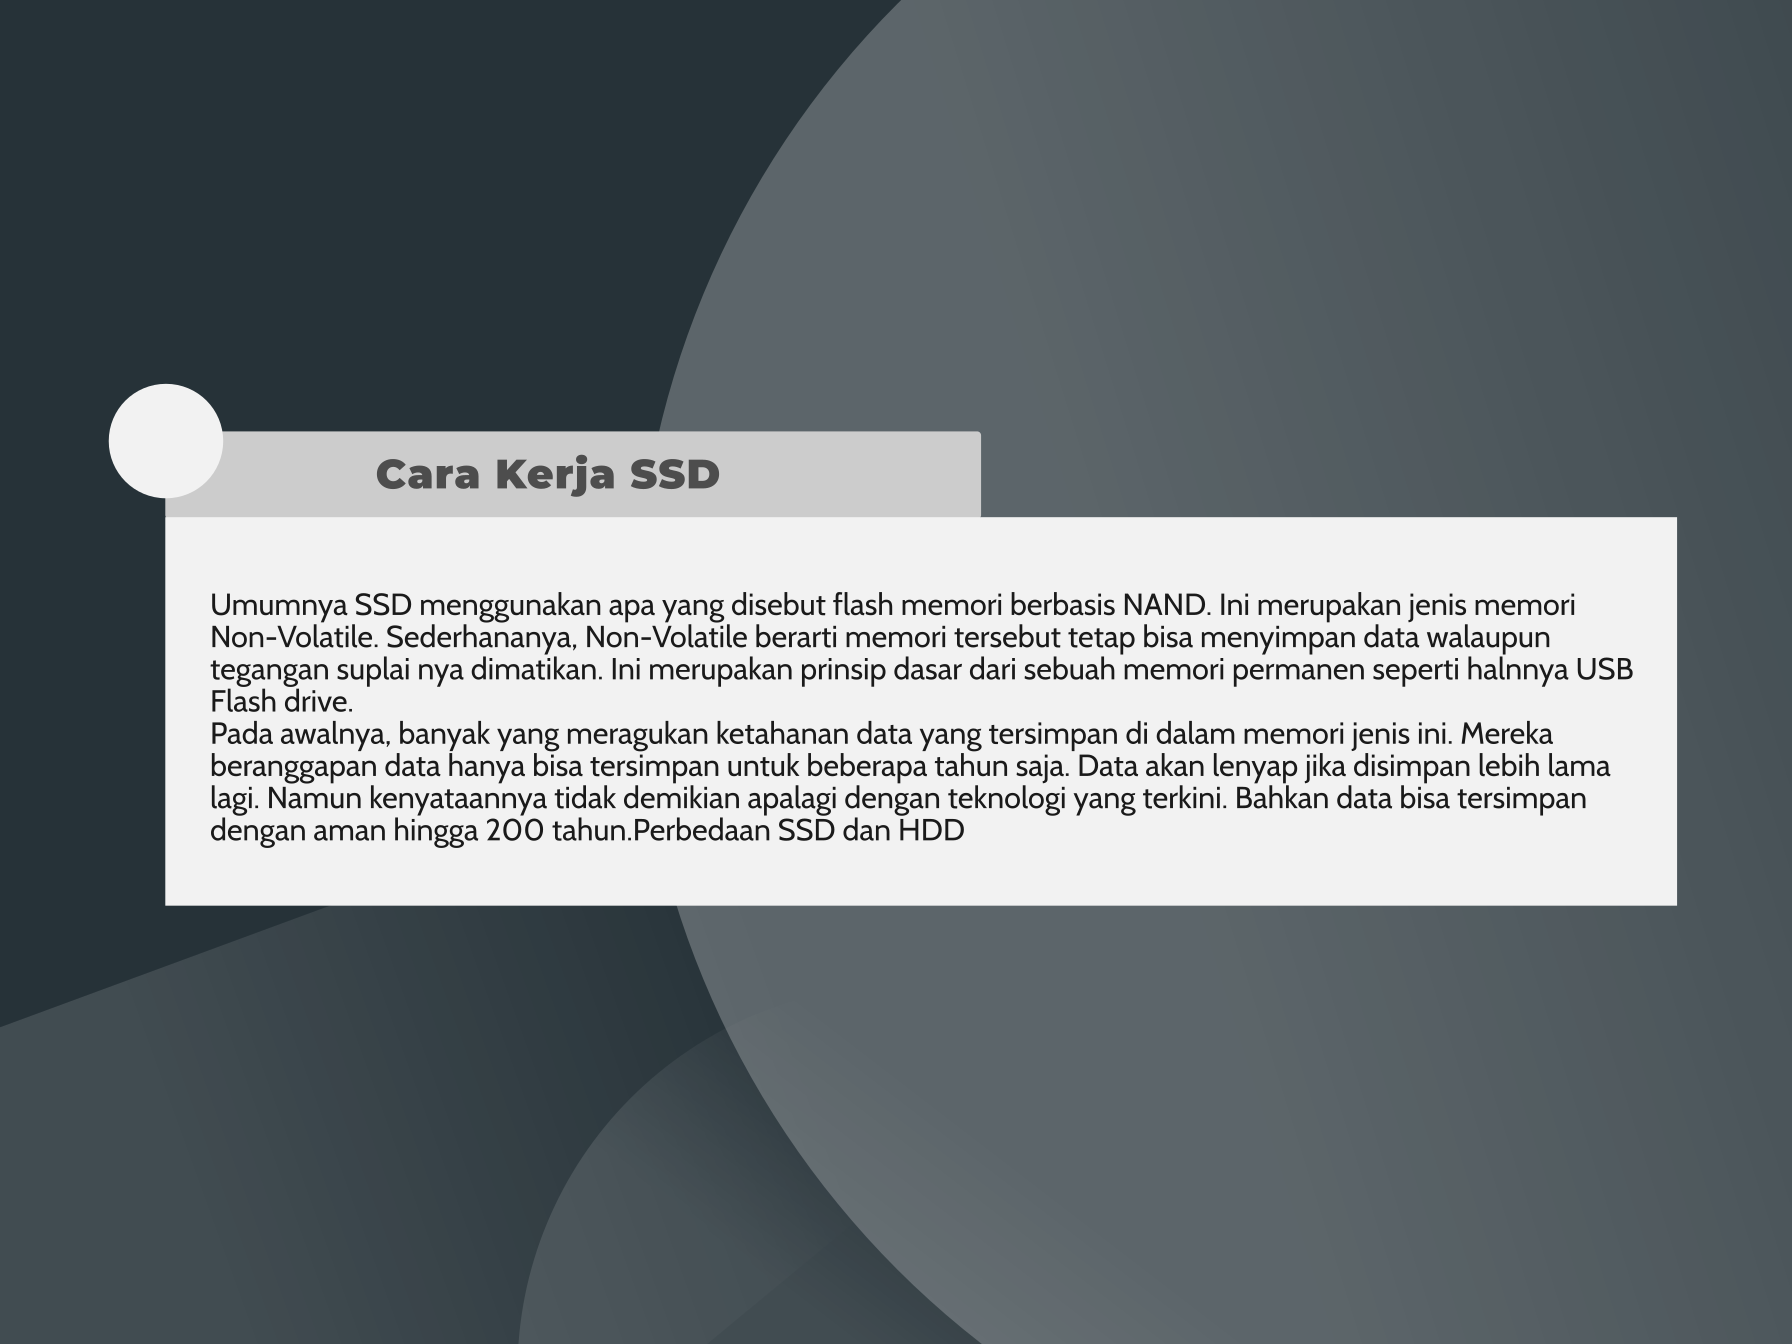 Cara Kerja SSD
Umumnya SSD menggunakan apa yang disebut flash memori berbasis NAND. Ini merupakan jenis memori
Non-Volatile. Sederhananya, Non-Volatile berarti memori tersebut tetap bisa menyimpan data walaupun
tegangan suplai nya dimatikan. Ini merupakan prinsip dasar dari sebuah memori permanen seperti halnnya USB
Flash drive.
Pada awalnya, banyak yang meragukan ketahanan data yang tersimpan di dalam memori jenis ini. Mereka
beranggapan data hanya bisa tersimpan untuk beberapa tahun saja. Data akan lenyap jika disimpan lebih lama
lagi. Namun kenyataannya tidak demikian apalagi dengan teknologi yang terkini. Bahkan data bisa tersimpan
dengan aman hingga 200 tahun.Perbedaan SSD dan HDD